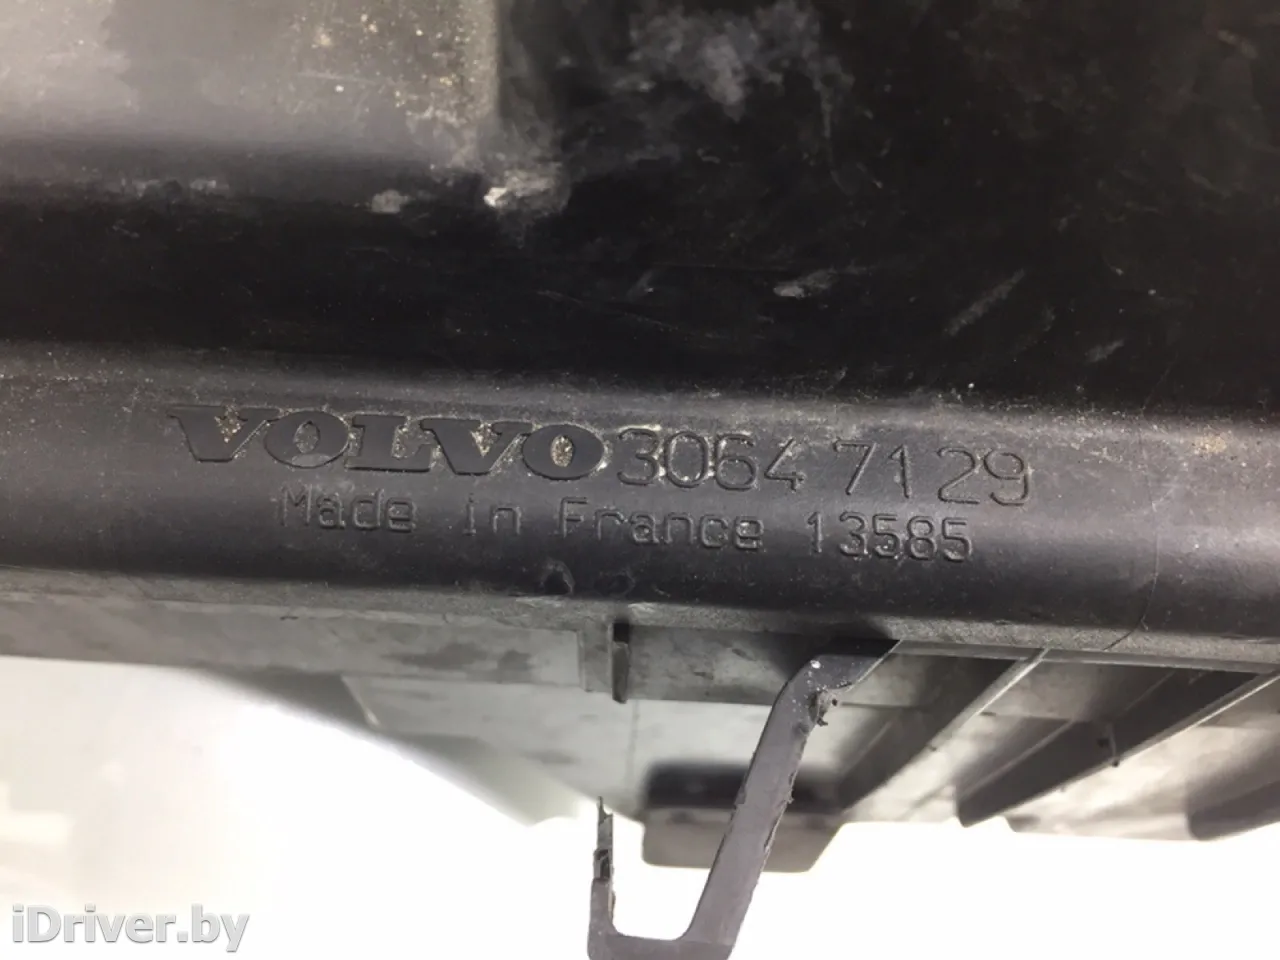 VOLVO 3064 7129
Made in France 13585
iDriver.by